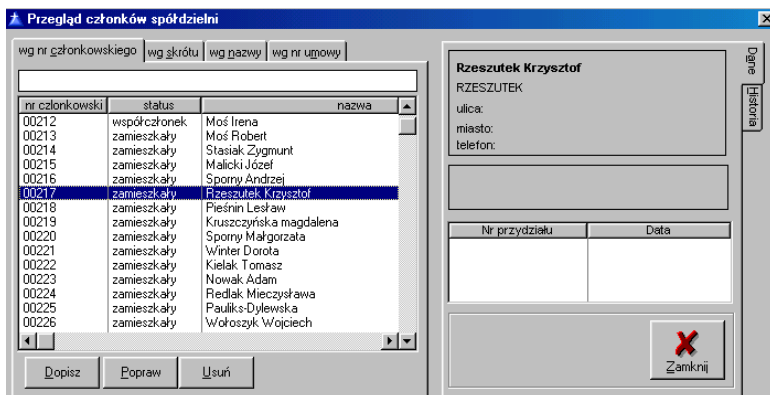 Przegląd członków spółdzielni
wg nr członkowskiego wg skrótu wg nazwy wg nr umowy
nr czlonkowski status nazwa
00212 współczłonek Moś Irena
00213 zamieszkały Moś Robert
00214 zamieszkały Stasiak Zygmunt
00215 zamieszkały Malicki Józef
00216 zamieszkały Sporny Andrzej
00217 zamieszkały Rzeszutek Krzysztof
00218 zamieszkały Pieśnin Lesław
00219 zamieszkały Kruszczyńska magdalena
00220 zamieszkały Sporny Małgorzata
00221 zamieszkały Winter Dorota
00222 zamieszkały Kielak Tomasz
00223 zamieszkały Nowak Adam
00224 zamieszkały Redlak Mieczysława
00225 zamieszkały Pauliks-Dylewska
00226 zamieszkały Wołoszyk Wojciech
Dopisz Popraw Usuń
Rzeszutek Krzysztof
RZESZUTEK
ulica:
miasto:
telefon:
Nr przydziału Data
Zamknij
Dane
Historia